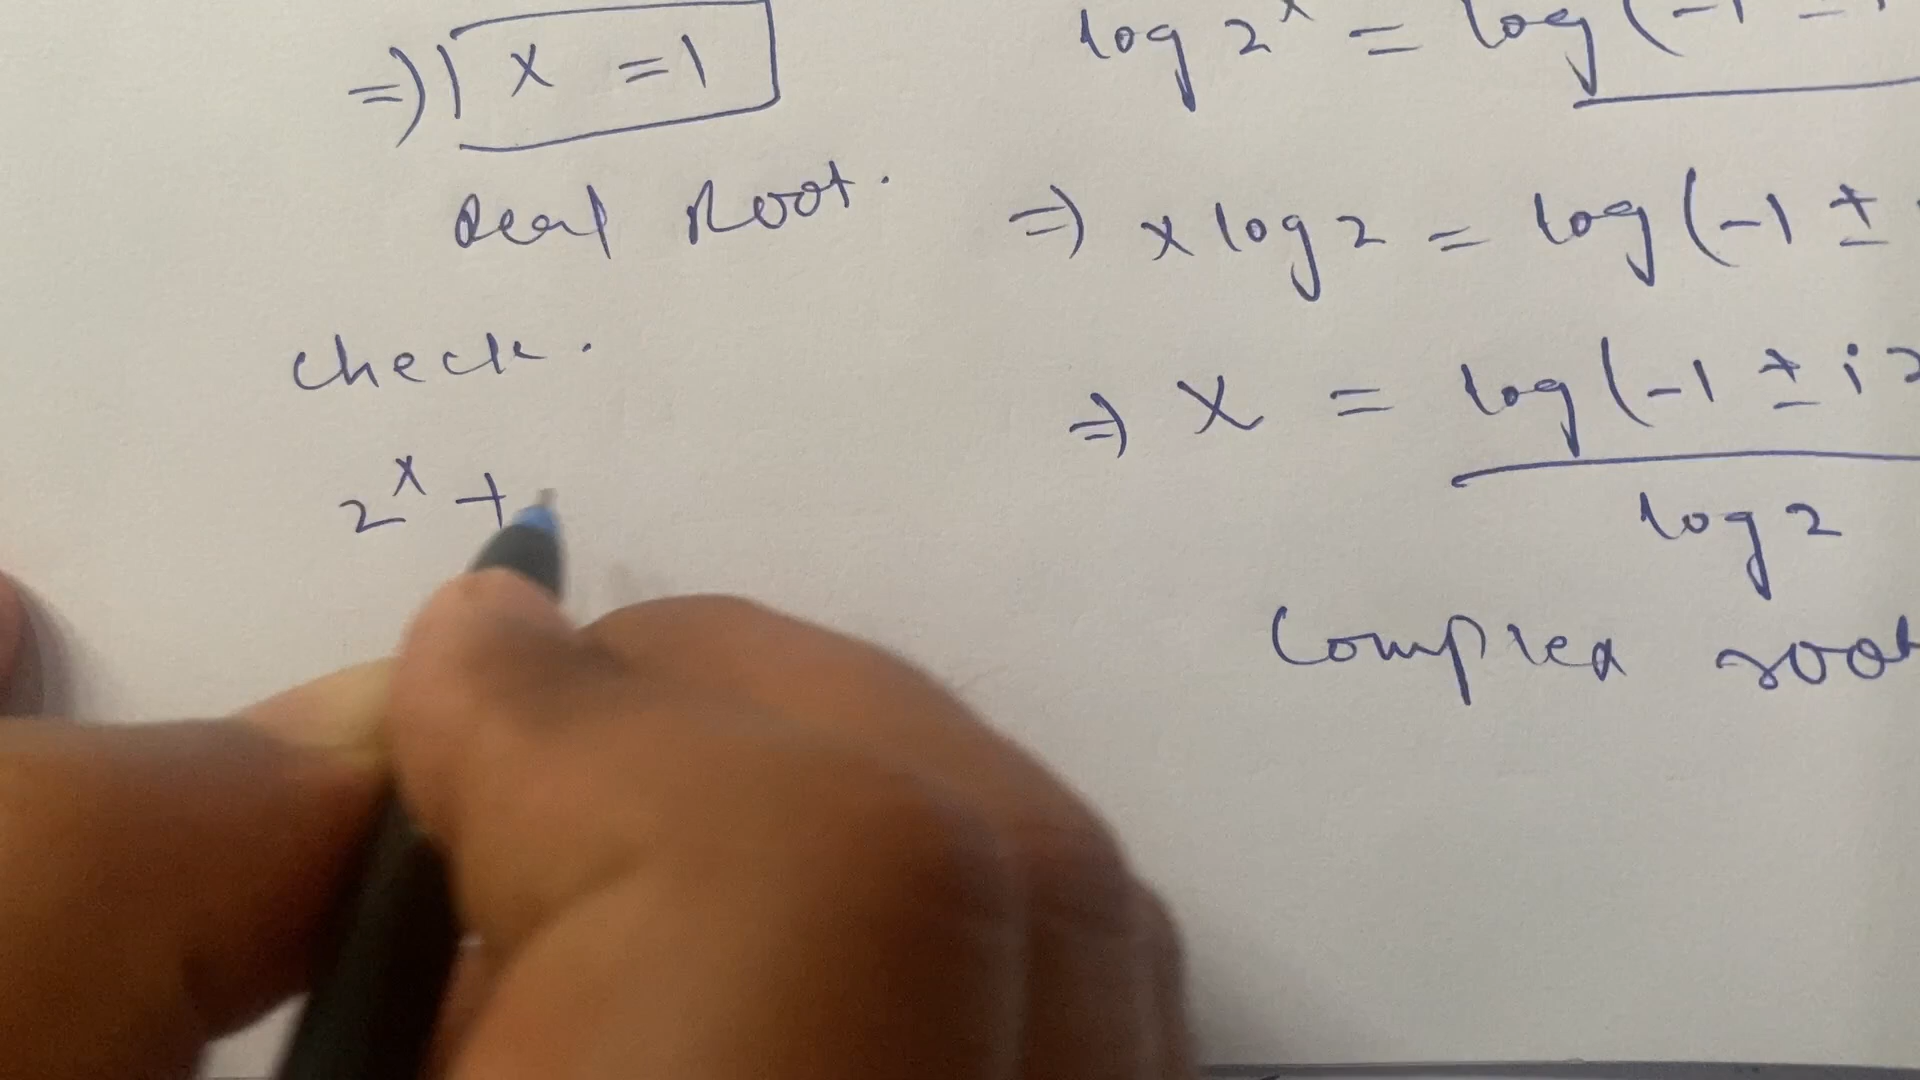 => x = 1
Real Root.
check.
2^x +
log 2^x = log(-1 ±
=> x log 2 = log(-1 ±
=> x = log(-1 ± i2
log 2
Complex root